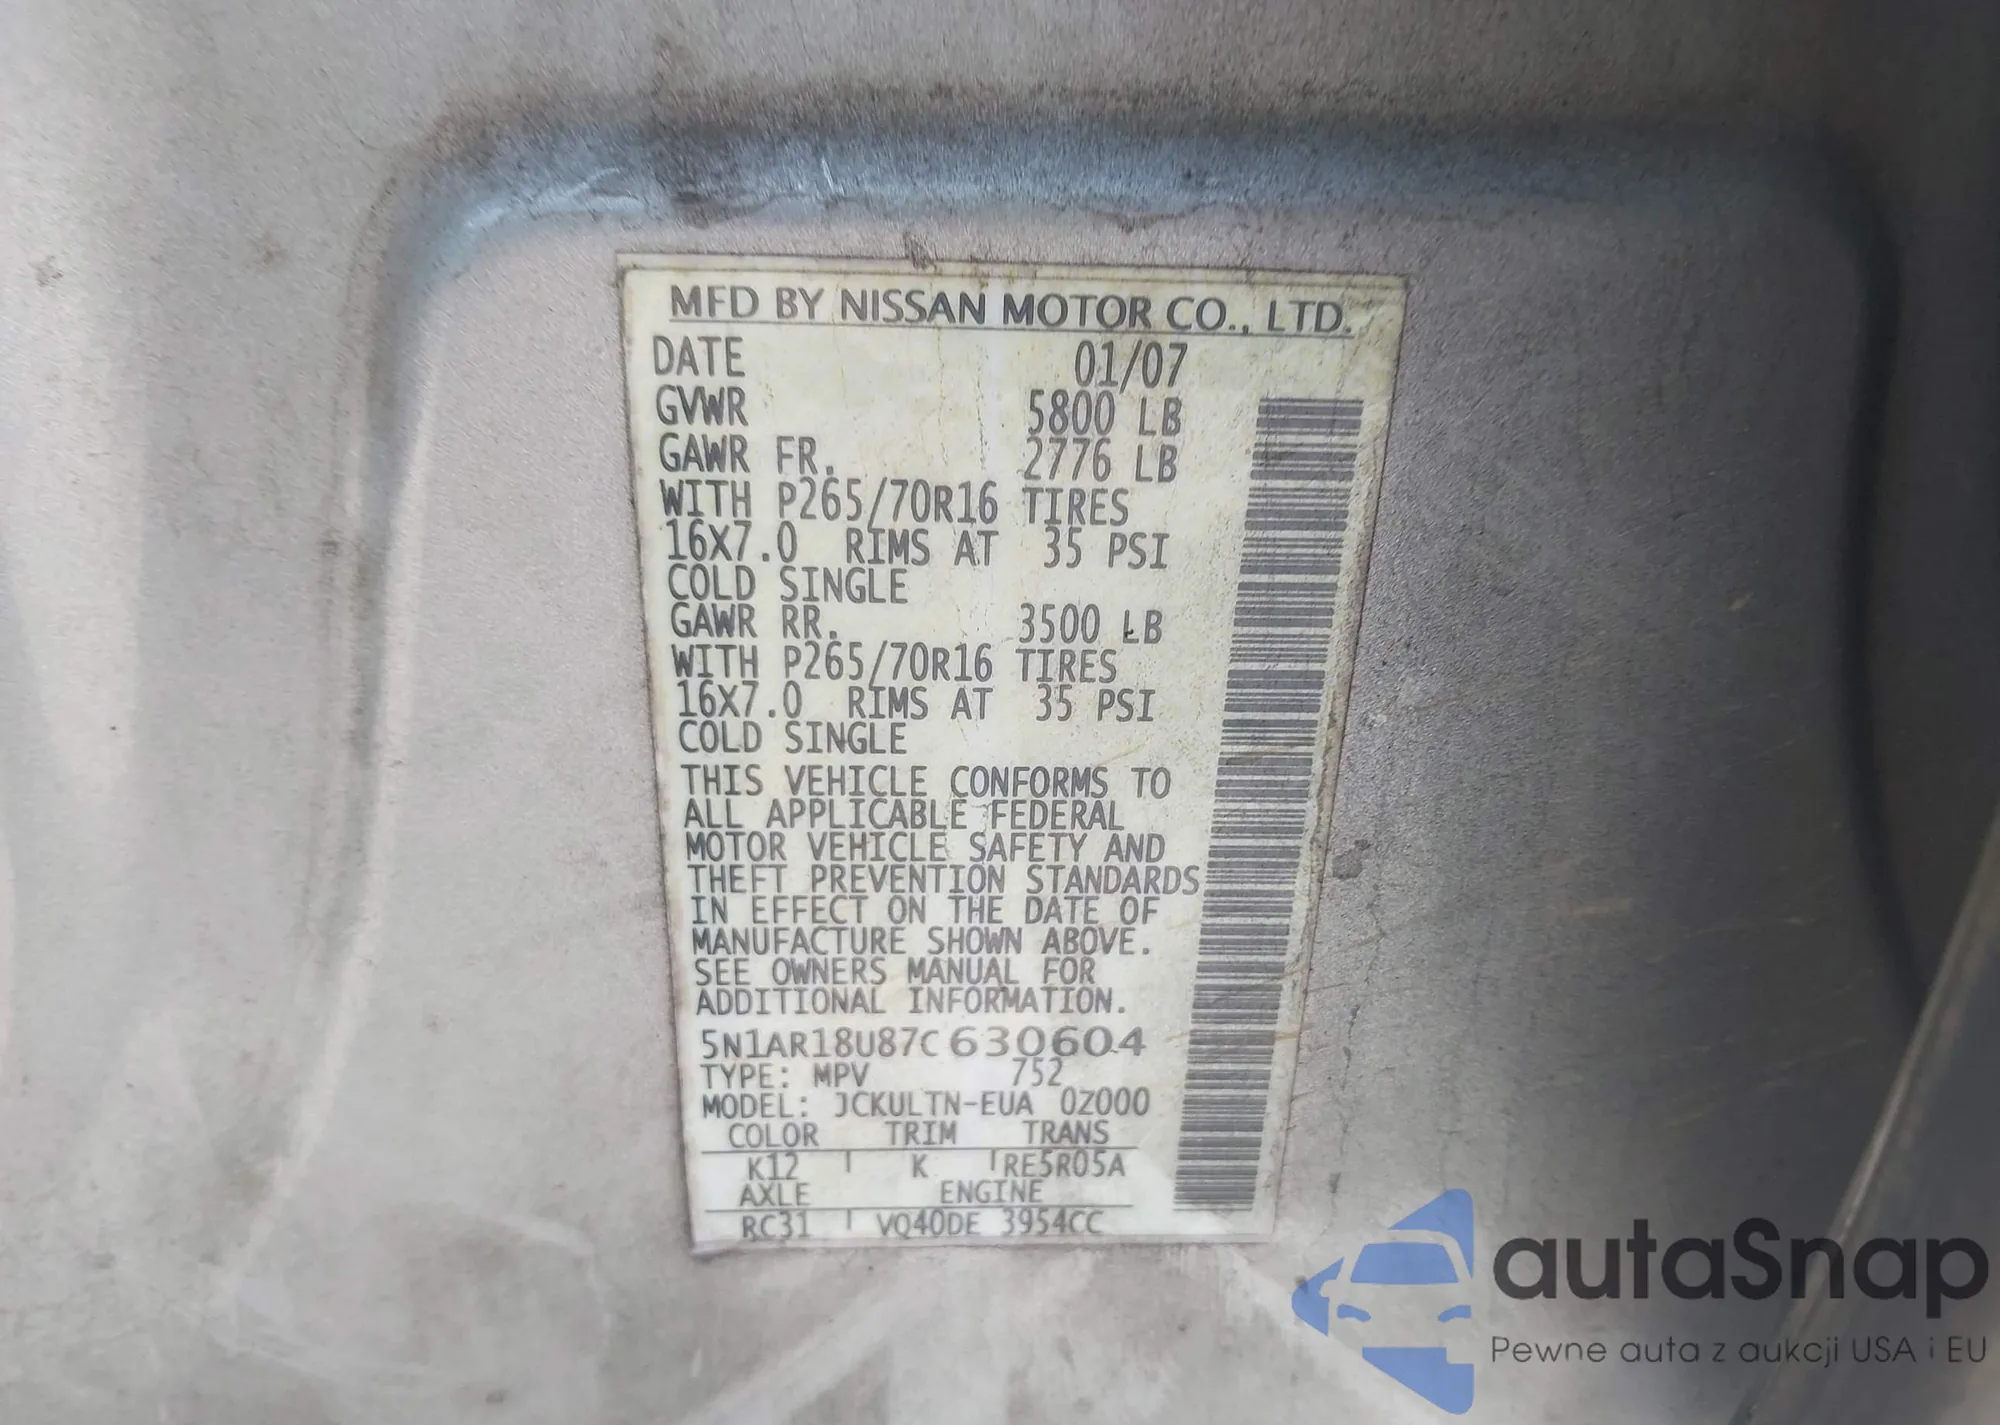 MFD BY NISSAN MOTOR CO., LTD.
DATE 01/07
GVWR 5800 LB
GAWR FR. 2776 LB
WITH P265/70R16 TIRES
16X7.0 RIMS AT 35 PSI
COLD SINGLE
GAWR RR. 3500 LB
WITH P265/70R16 TIRES
16X7.0 RIMS AT 35 PSI
COLD SINGLE
THIS VEHICLE CONFORMS TO
ALL APPLICABLE FEDERAL
MOTOR VEHICLE SAFETY AND
THEFT PREVENTION STANDARDS
IN EFFECT ON THE DATE OF
MANUFACTURE SHOWN ABOVE.
SEE OWNERS MANUAL FOR
ADDITIONAL INFORMATION.
5N1AR18U87C630604
TYPE: MPV 752
MODEL: JCKULTN-EUA 0Z000
COLOR TRIM TRANS
K12 K RE5R05A
AXLE ENGINE
RC31 VQ40DE 3954CC
autaSnap
Pewne auta z aukcji USA i EU